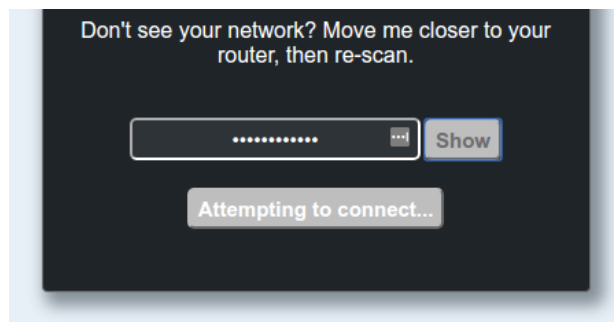 Don't see your network? Move me closer to your
router, then re-scan.
•••••••••••• Show
Attempting to connect...